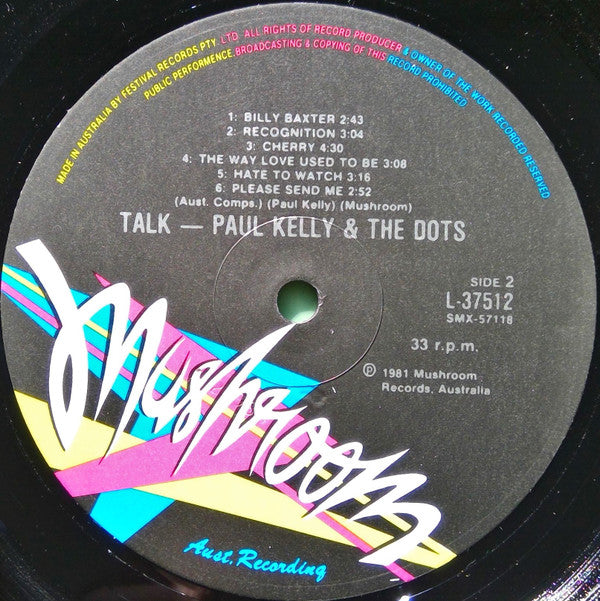 MADE IN AUSTRALIA BY FESTIVAL RECORDS PTY. LTD. ALL RIGHTS OF RECORD PRODUCER & OWNER OF THE WORK RECORDED RESERVED
PUBLIC PERFORMENCE, BROADCASTING & COPYING OF THIS RECORD PROHIBITED
1: BILLY BAXTER 2:43
2: RECOGNITION 3:04
3: CHERRY 4:30
4: THE WAY LOVE USED TO BE 3:08
5: HATE TO WATCH 3:16
6: PLEASE SEND ME 2:52
(Aust. Comps.) (Paul Kelly) (Mushroom)
TALK — PAUL KELLY & THE DOTS
SIDE 2
L-37512
SMX-57118
33 r.p.m.
℗ 1981 Mushroom
Records, Australia
Mushroom
Aust. Recording